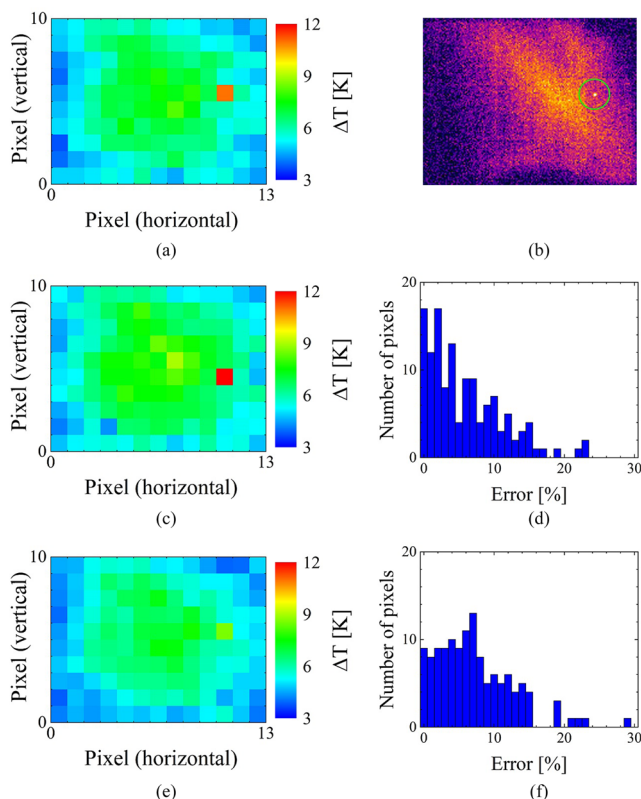 10
Pixel (vertical)
0
0
13
Pixel (horizontal)
12
9
6
3
ΔT [K]
(a)
(b)
10
Pixel (vertical)
0
13
Pixel (horizontal)
12
9
6
3
ΔT [K]
(c)
20
10
0
Number of pixels
0
10
20
30
Error [%]
(d)
10
Pixel (vertical)
0
0
13
Pixel (horizontal)
12
9
6
3
ΔT [K]
(e)
20
10
0
Number of pixels
0
10
20
30
Error [%]
(f)